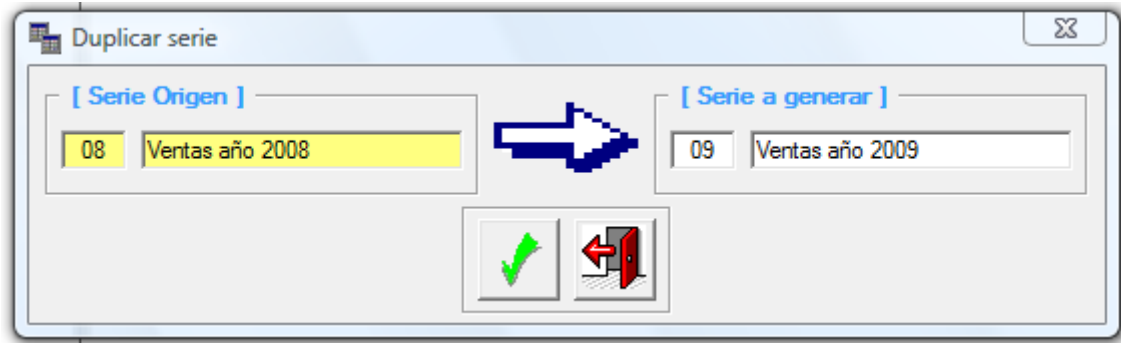 Duplicar serie
[ Serie Origen ]
08 Ventas año 2008
[ Serie a generar ]
09 Ventas año 2009